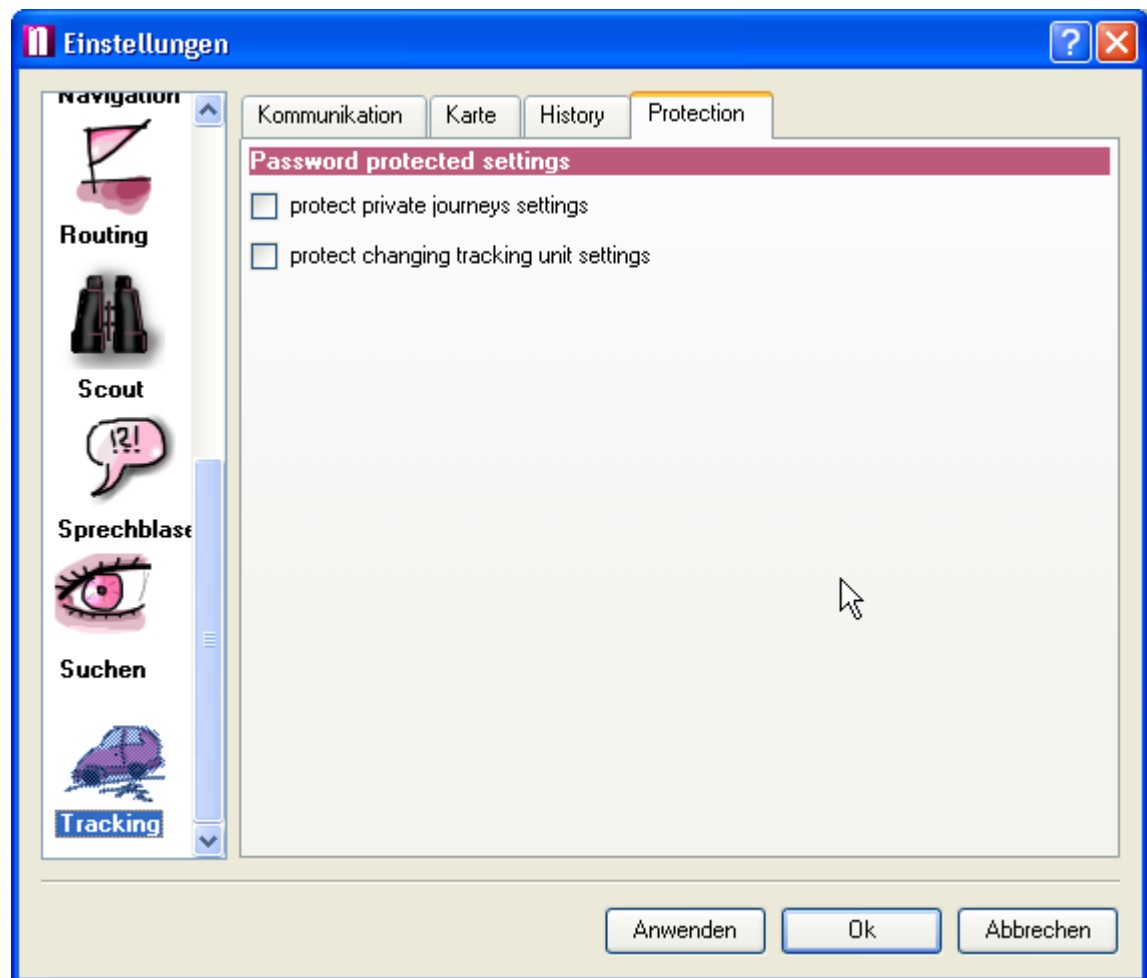 Einstellungen
Navigation
Routing
Scout
!?!
Sprechblase
Suchen
Tracking
Kommunikation
Karte
History
Protection
Password protected settings
protect private journeys settings
protect changing tracking unit settings
Anwenden
Ok
Abbrechen